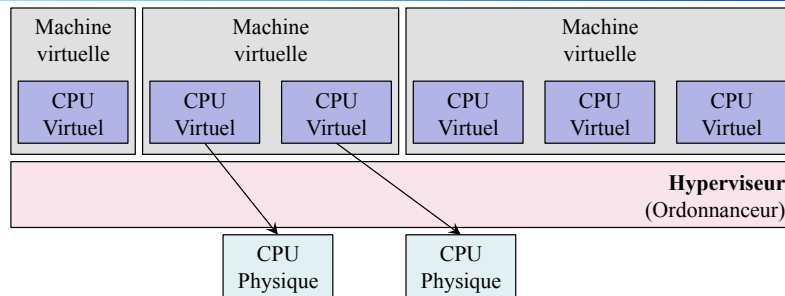 Machine
virtuelle
Machine
virtuelle
Machine
virtuelle
CPU
Virtuel
CPU
Virtuel
CPU
Virtuel
CPU
Virtuel
CPU
Virtuel
CPU
Virtuel
Hyperviseur
(Ordonnanceur)
CPU
Physique
CPU
Physique